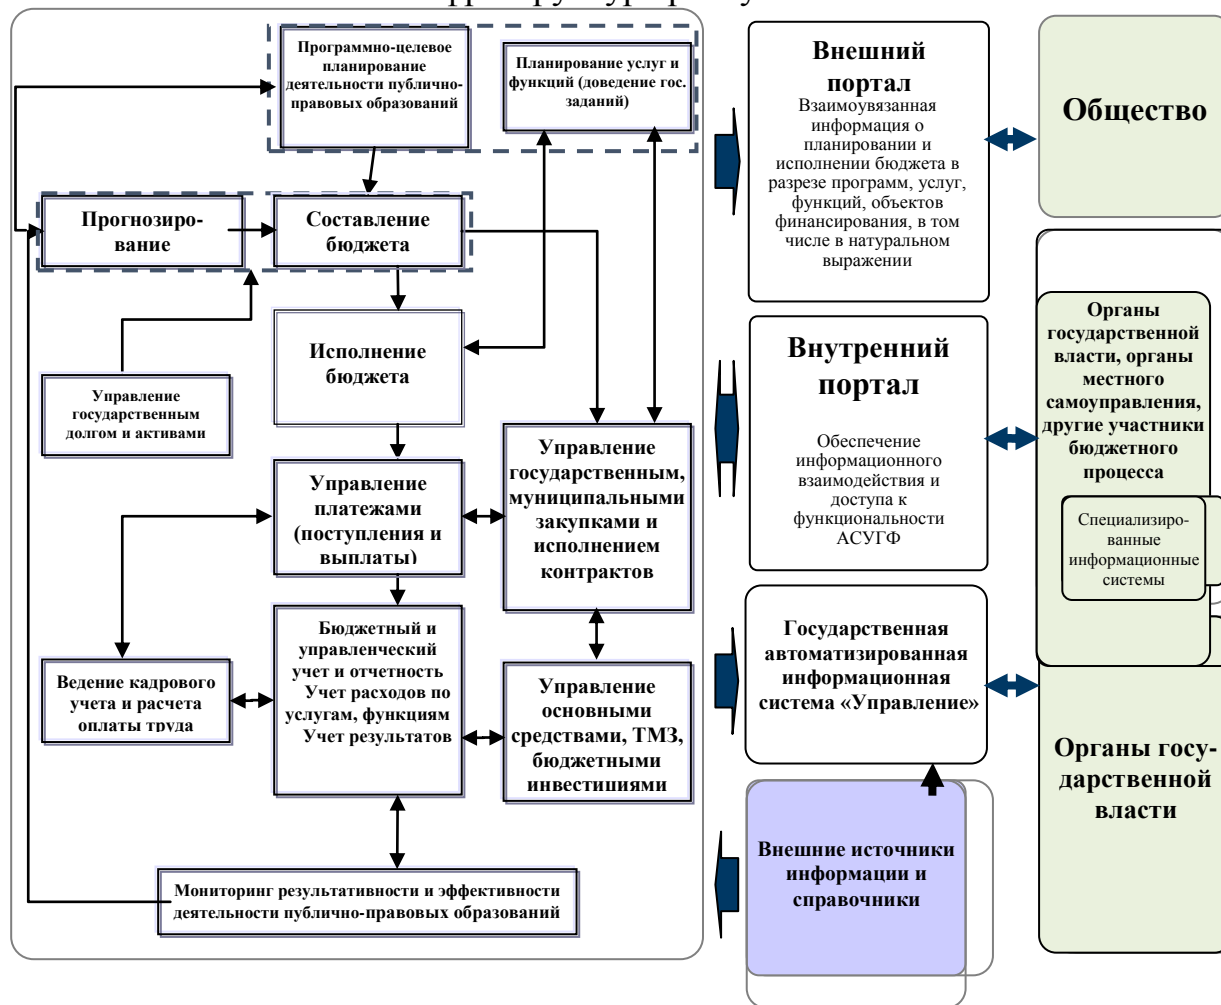 Программно-целевое
планирование
деятельности публично-
правовых образований
Планирование услуг и
функций (доведение гос.
заданий)
Прогнозиро-
вание
Составление
бюджета
Исполнение
бюджета
Управление
государственным
долгом и активами
Управление
платежами
(поступления и
выплаты)
Управление
государственным,
муниципальными
закупками и
исполнением
контрактов
Бюджетный и
управленческий
учет и отчетность
Учет расходов по
услугам, функциям
Учет результатов
Ведение кадрового
учета и расчета
оплаты труда
Управление
основными
средствами, ТМЗ,
бюджетными
инвестициями
Мониторинг результативности и эффективности
деятельности публично-правовых образований
Внешний
портал
Взаимоувязанная
информация о
планировании и
исполнении бюджета в
разрезе программ, услуг,
функций, объектов
финансирования, в том
числе в натуральном
выражении
Внутренний
портал
Обеспечение
информационного
взаимодействия и
доступа к
функциональности
АСУГФ
Государственная
автоматизированная
информационная
система «Управление»
Внешние источники
информации и
справочники
Общество
Органы
государственной
власти, органы
местного
самоуправления,
другие участники
бюджетного
процесса
Специализиро-
ванные
информационные
системы
Органы госу-
дарственной
власти